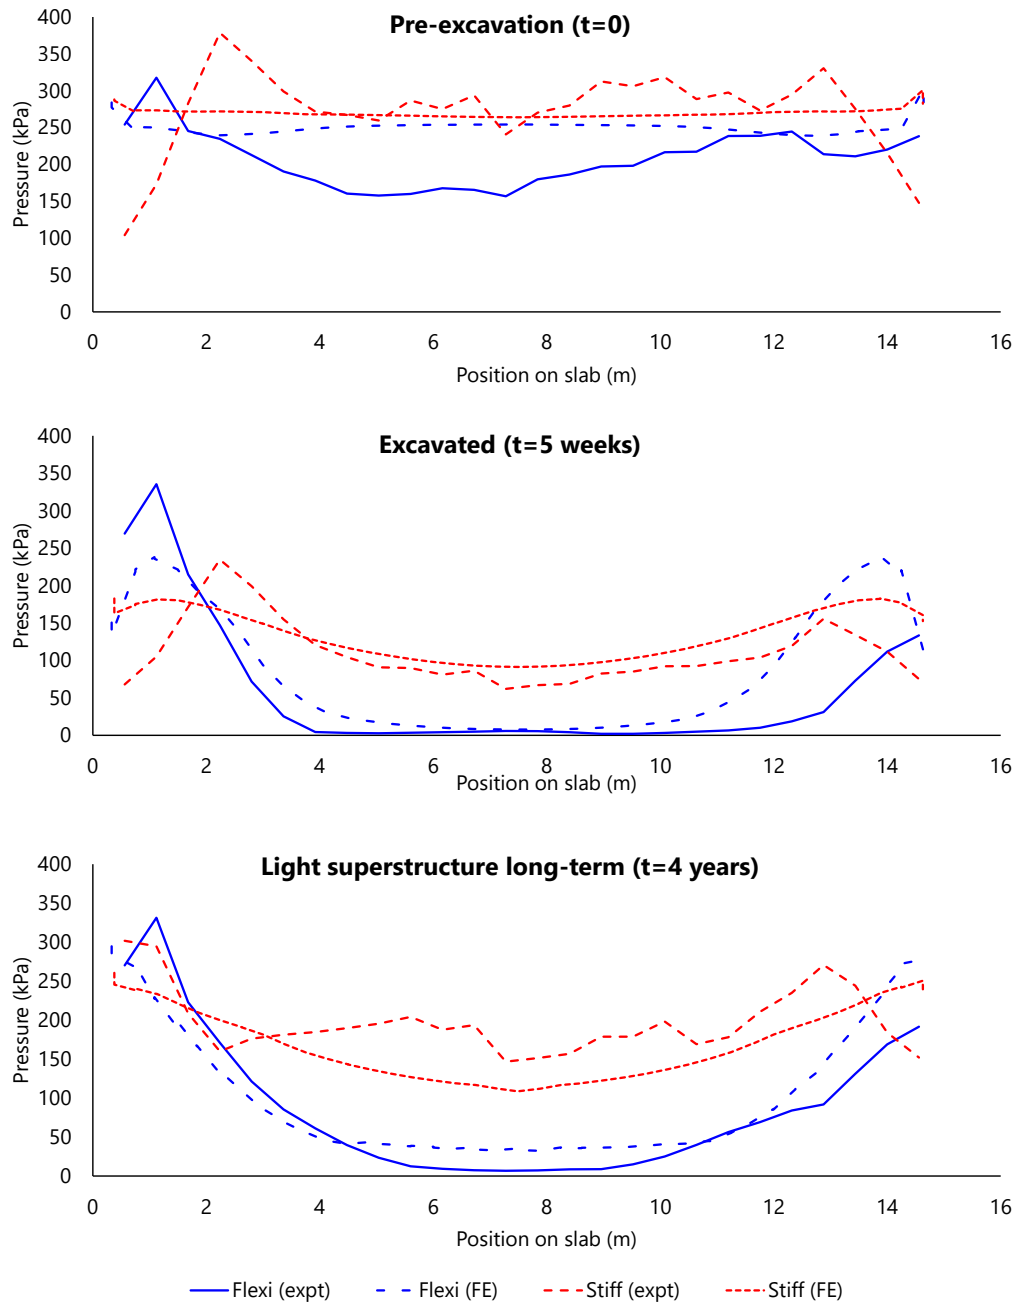 Pre-excavation (t=0)
400
350
300
250
200
150
100
50
0
Pressure (kPa)
0 2 4 6 8 10 12 14 16
Position on slab (m)
Excavated (t=5 weeks)
400
350
300
250
200
150
100
50
0
Pressure (kPa)
0 2 4 6 8 10 12 14 16
Position on slab (m)
Light superstructure long-term (t=4 years)
400
350
300
250
200
150
100
50
0
Pressure (kPa)
0 2 4 6 8 10 12 14 16
Position on slab (m)
Flexi (expt) Flexi (FE) Stiff (expt) Stiff (FE)